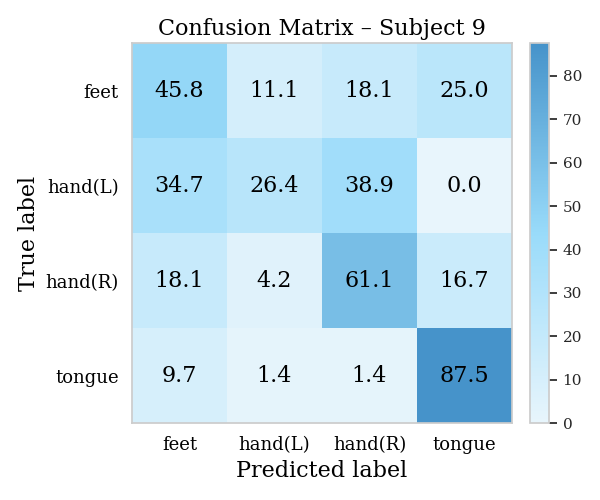 Confusion Matrix – Subject 9
feet 45.8 11.1 18.1 25.0
hand(L) 34.7 26.4 38.9 0.0
hand(R) 18.1 4.2 61.1 16.7
tongue 9.7 1.4 1.4 87.5
feet hand(L) hand(R) tongue
Predicted label
True label
80
70
60
50
40
30
20
10
0